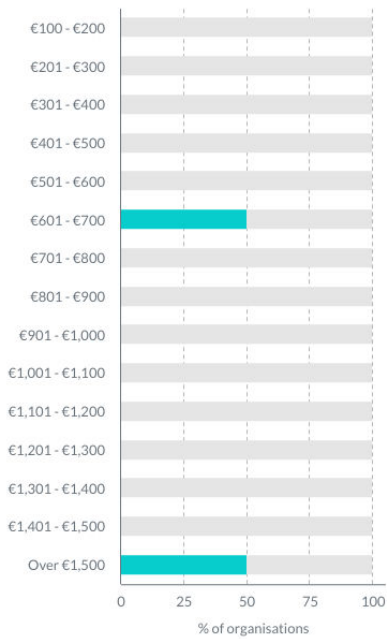 €100 - €200
€201 - €300
€301 - €400
€401 - €500
€501 - €600
€601 - €700
€701 - €800
€801 - €900
€901 - €1,000
€1,001 - €1,100
€1,101 - €1,200
€1,201 - €1,300
€1,301 - €1,400
€1,401 - €1,500
Over €1,500
0 25 50 75 100
% of organisations